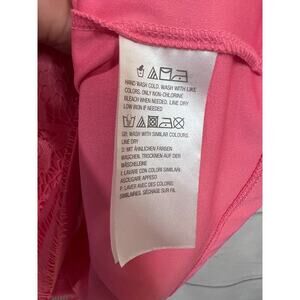 HAND WASH COLD. WASH WITH LIKE
COLORS. ONLY NON-CHLORINE
BLEACH WHEN NEEDED. LINE DRY
LOW IRON IF NEEDED
GB: WASH WITH SIMILAR COLOURS.
LINE DRY
D: MIT ÄHNLICHEN FARBEN
WASCHEN, TROCKNEN AUF DER
WÄSCHELEINE
I: LAVARE CON COLORI SIMILARI.
ASCIUGARE APPESO
F: LAVER AVEC DES COLORIS
SIMILAIRES. SÉCHAGE SUR FIL